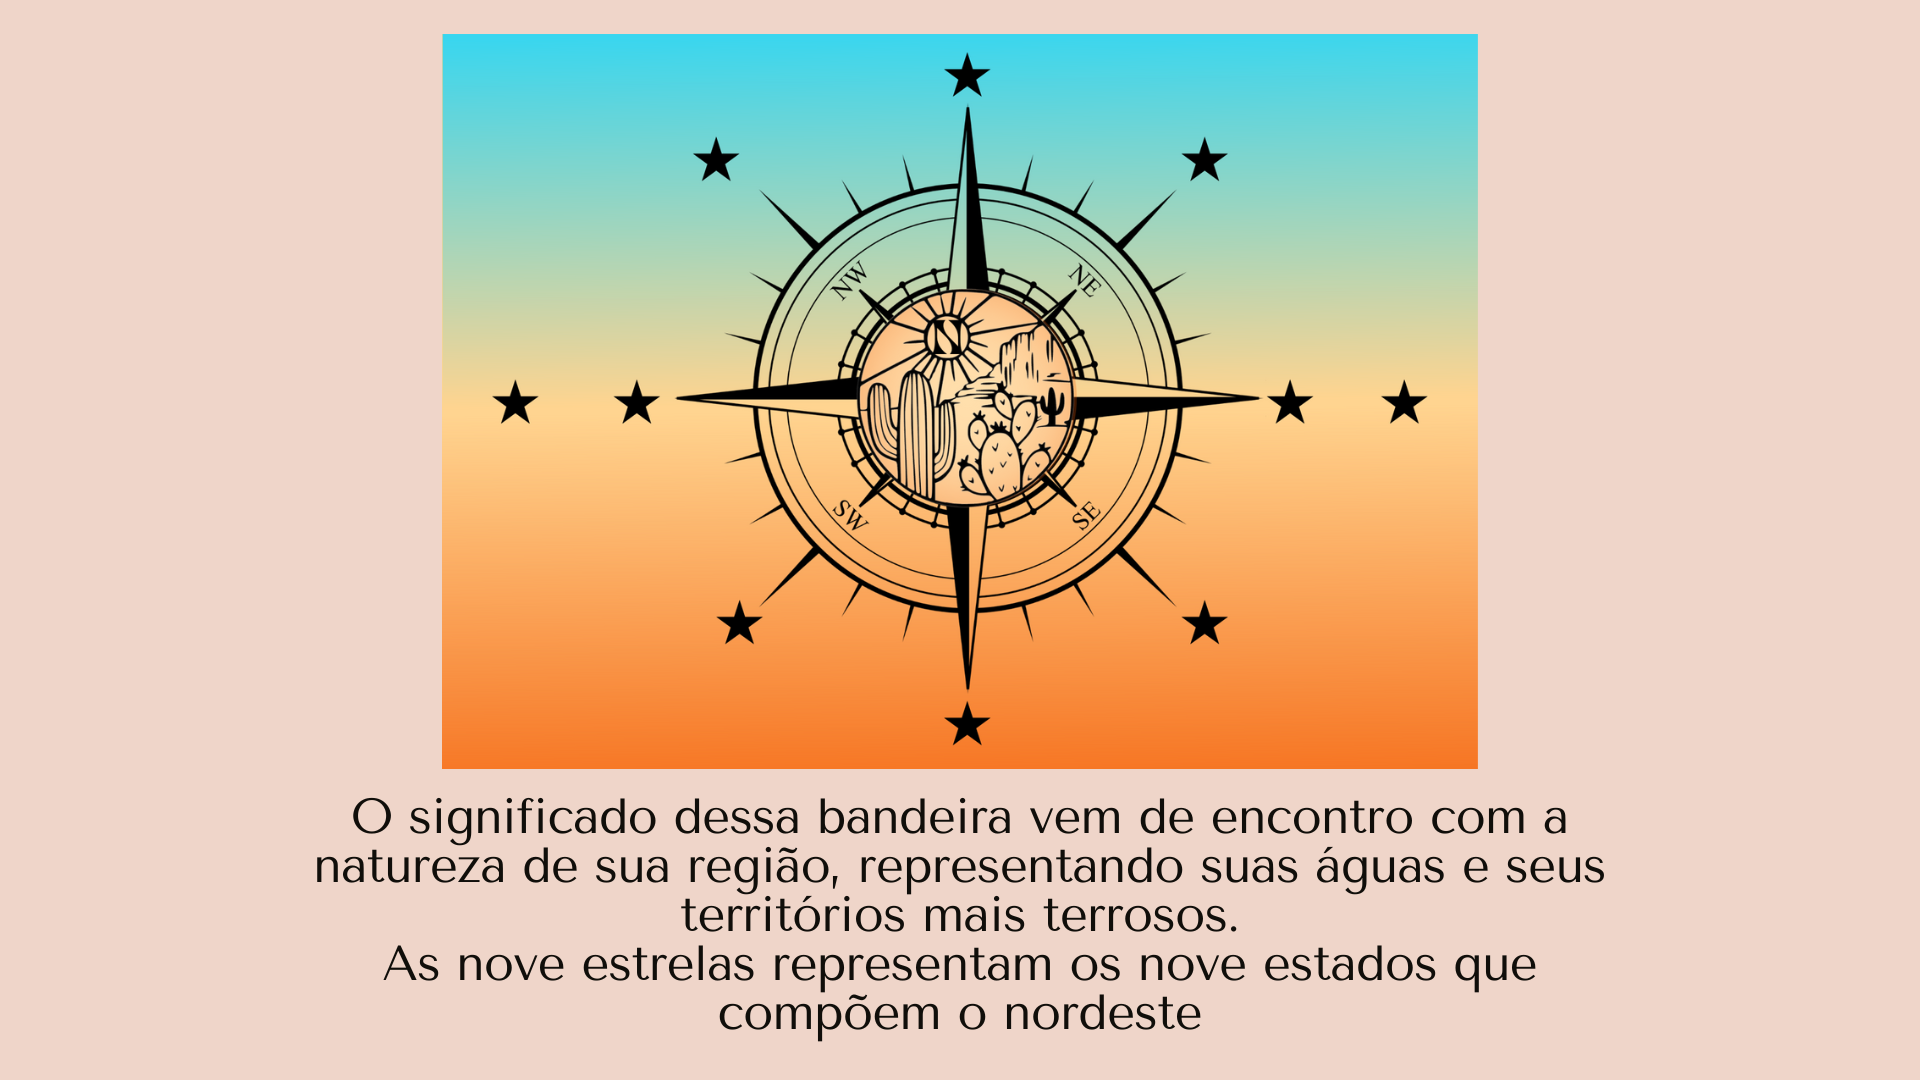 NW
NE
N
SW
SE
O significado dessa bandeira vem de encontro com a
natureza de sua região, representando suas águas e seus
territórios mais terrosos.
As nove estrelas representam os nove estados que
compõem o nordeste